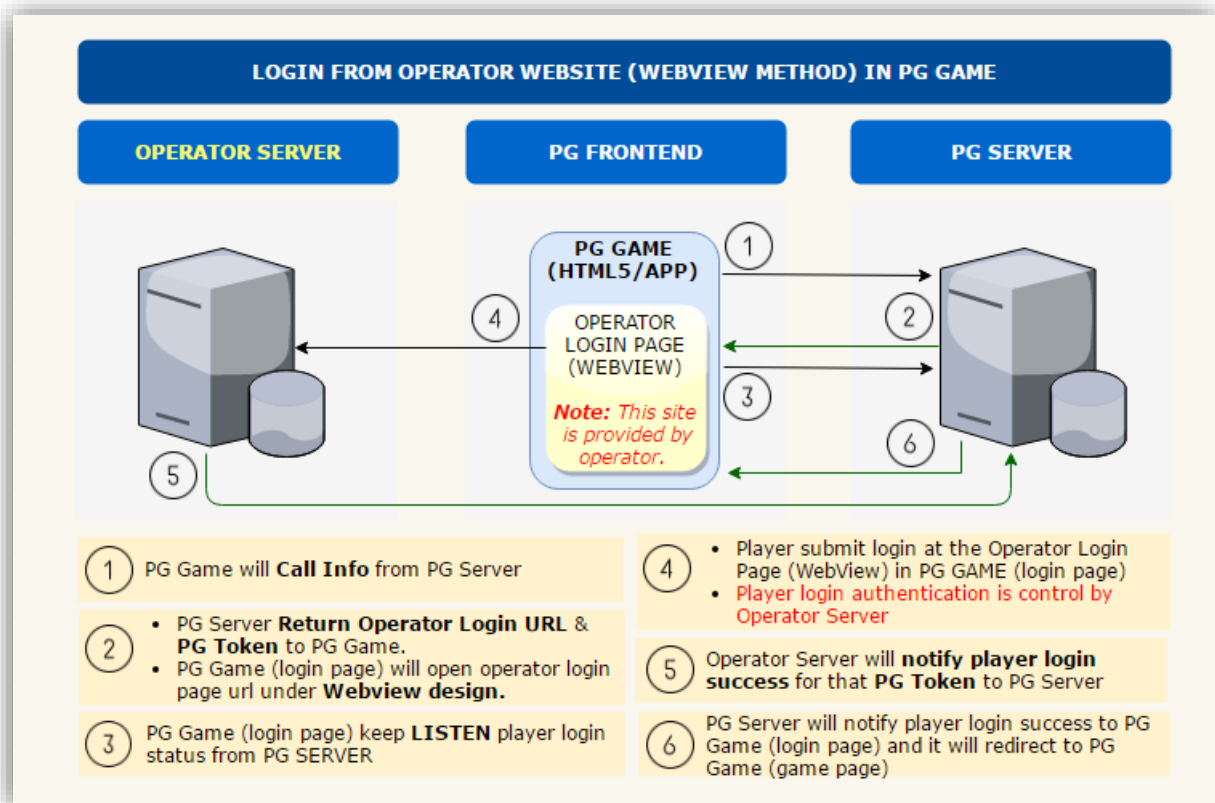 LOGIN FROM OPERATOR WEBSITE (WEBVIEW METHOD) IN PG GAME
OPERATOR SERVER
PG FRONTEND
PG SERVER
PG GAME
(HTML5/APP)
1
4
OPERATOR
LOGIN PAGE
(WEBVIEW)
2
3
Note: This site
is provided by
operator.
6
5
1
PG Game will Call Info from PG Server
2
• PG Server Return Operator Login URL &
PG Token to PG Game.
• PG Game (login page) will open operator login
page url under Webview design.
3
PG Game (login page) keep LISTEN player login
status from PG SERVER
4
• Player submit login at the Operator Login
Page (WebView) in PG GAME (login page)
• Player login authentication is control by
Operator Server
5
Operator Server will notify player login
success for that PG Token to PG Server
6
PG Server will notify player login success to PG
Game (login page) and it will redirect to PG
Game (game page)